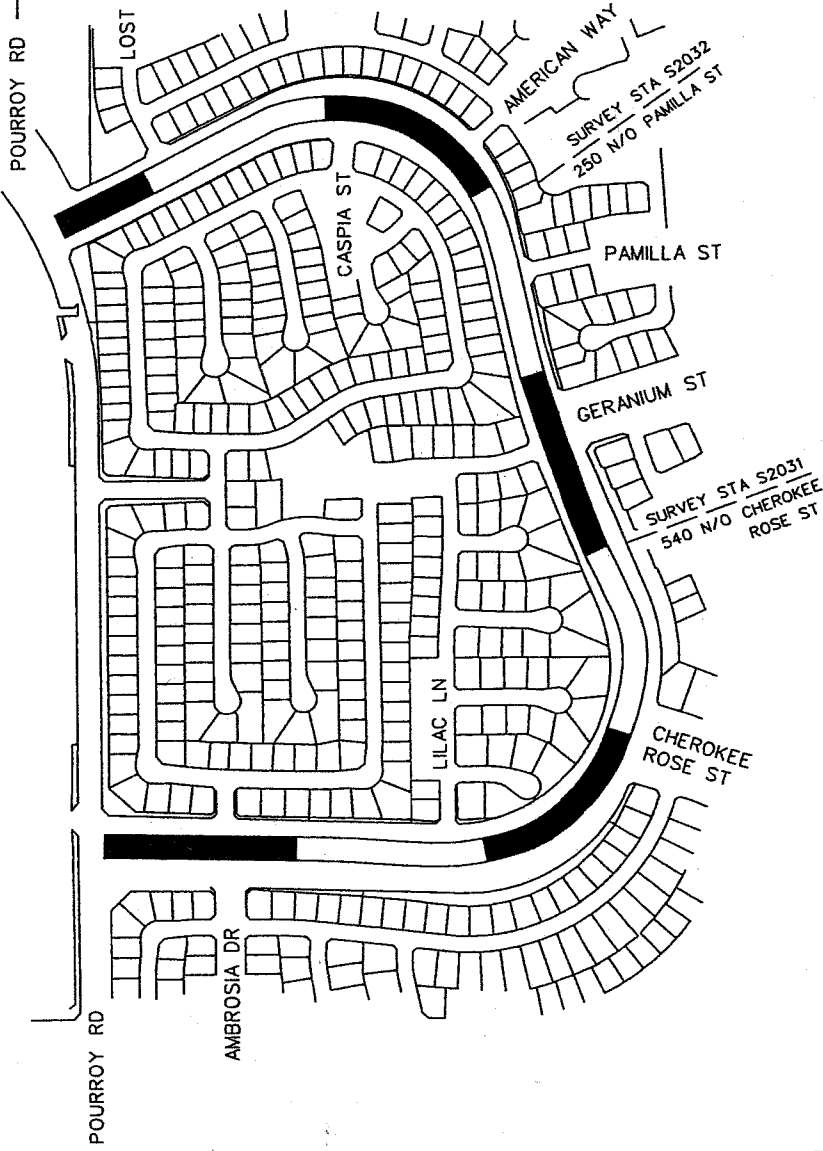 POURROY RD
LOST
AMERICAN WAY
SURVEY STA S2032
250 N/O PAMILLA ST
CASPIA ST
PAMILLA ST
GERANIUM ST
SURVEY STA S2031
540 N/O CHEROKEE
ROSE ST
LILAC LN
CHEROKEE
ROSE ST
AMBROSIA DR
POURROY RD